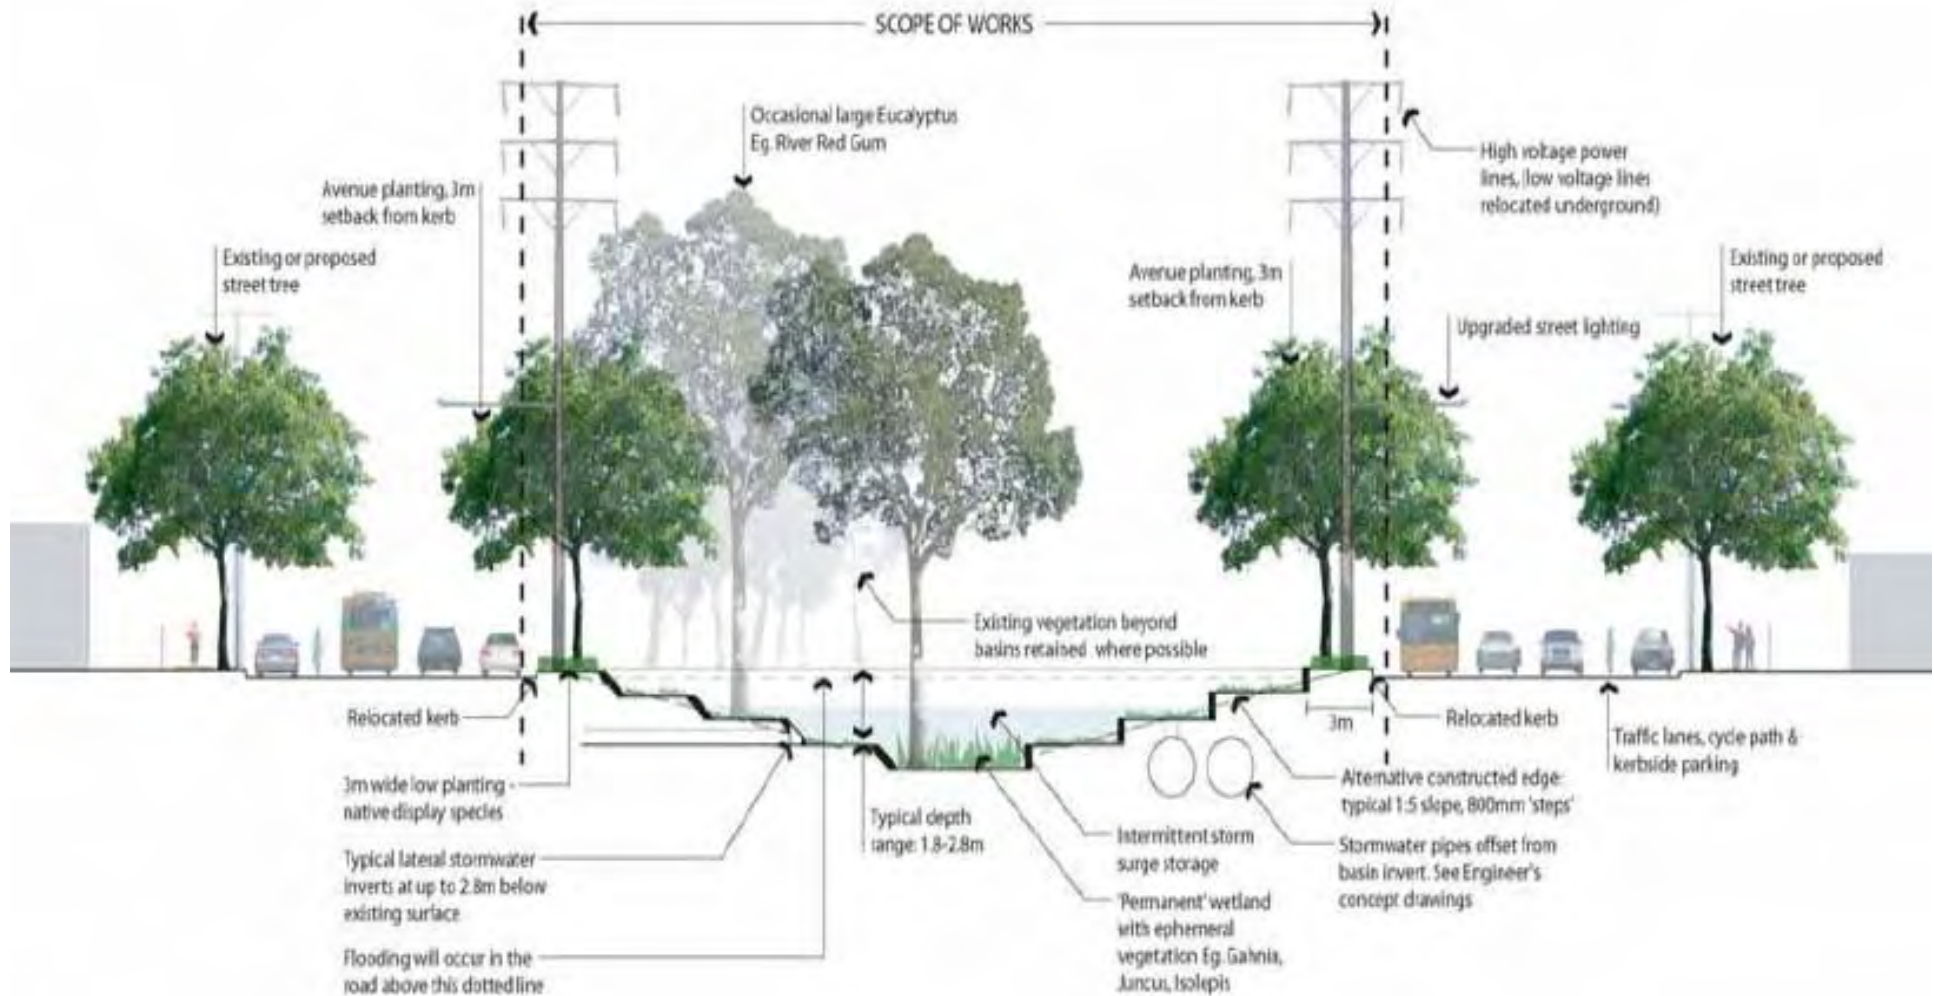 SCOPE OF WORKS
Occasional large Eucalyptus
Eg. River Red Gum
High voltage power
lines, (low voltage lines
relocated underground)
Avenue planting, 3m
setback from kerb
Existing or proposed
street tree
Avenue planting, 3m
setback from kerb
Existing or proposed
street tree
Upgraded street lighting
Existing vegetation beyond
basins retained where possible
Relocated kerb
3m
Relocated kerb
Traffic lanes, cycle path &
kerbside parking
3m wide low planting -
native display species
Typical depth
range: 1.8-2.8m
Alternative constructed edge:
typical 1:5 slope, 800mm 'steps'
Intermittent storm
surge storage
Stormwater pipes offset from
basin invert. See Engineer's
concept drawings
Typical lateral stormwater
inverts at up to 2.8m below
existing surface
'Permanent' wetland
with ephemeral
vegetation Eg. Gahnia,
Juncus, Isolepis
Flooding will occur in the
road above this dotted line